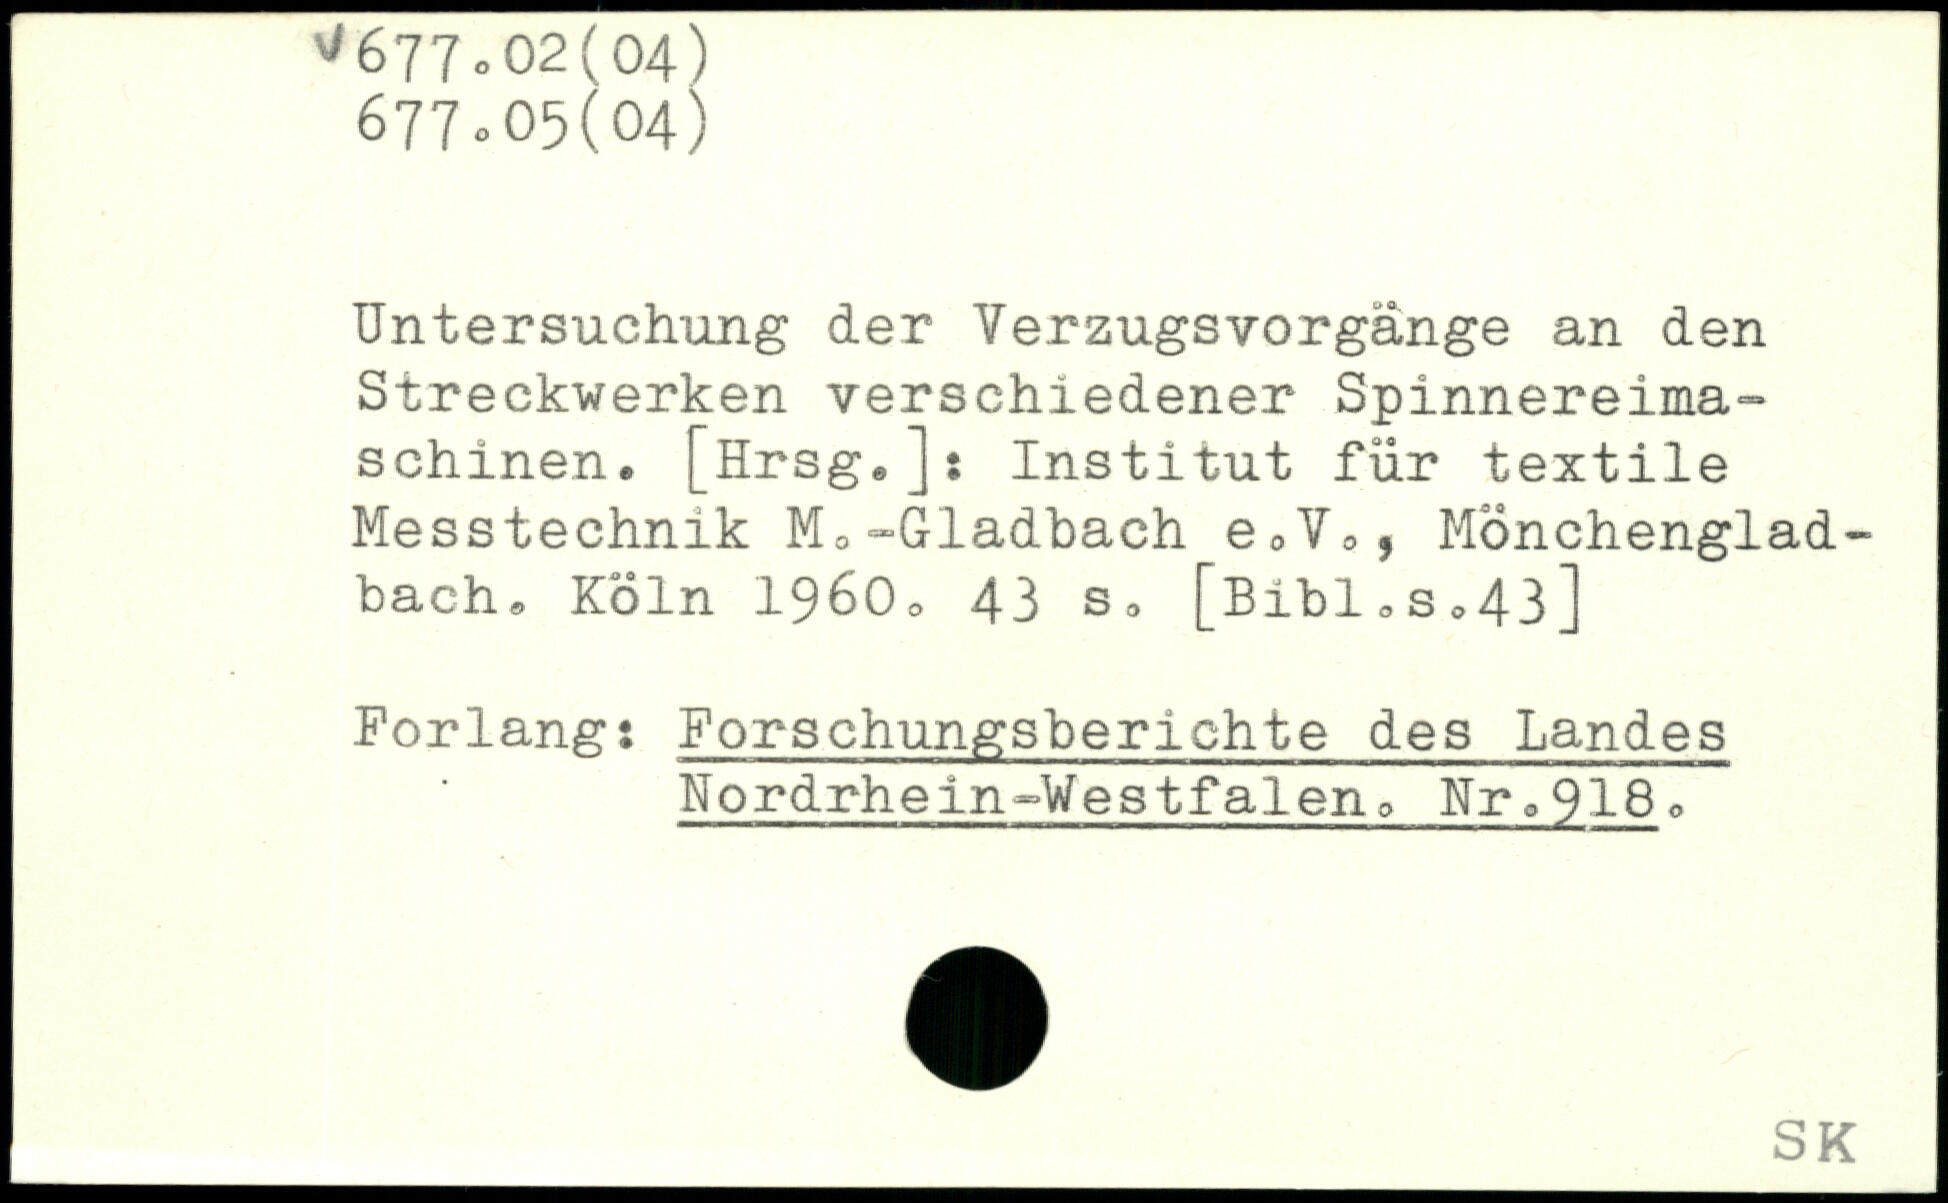 ✓677.02(04)
677.05(04)
Untersuchung der Verzugsvorgänge an den
Streckwerken verschiedener Spinnereima-
schinen. [Hrsg.]: Institut für textile
Messtechnik M.-Gladbach e.V., Mönchenglad-
bach. Köln 1960. 43 s. [Bibl.s.43]
Forlang: Forschungsberichte des Landes
Nordrhein-Westfalen. Nr.918.
SK